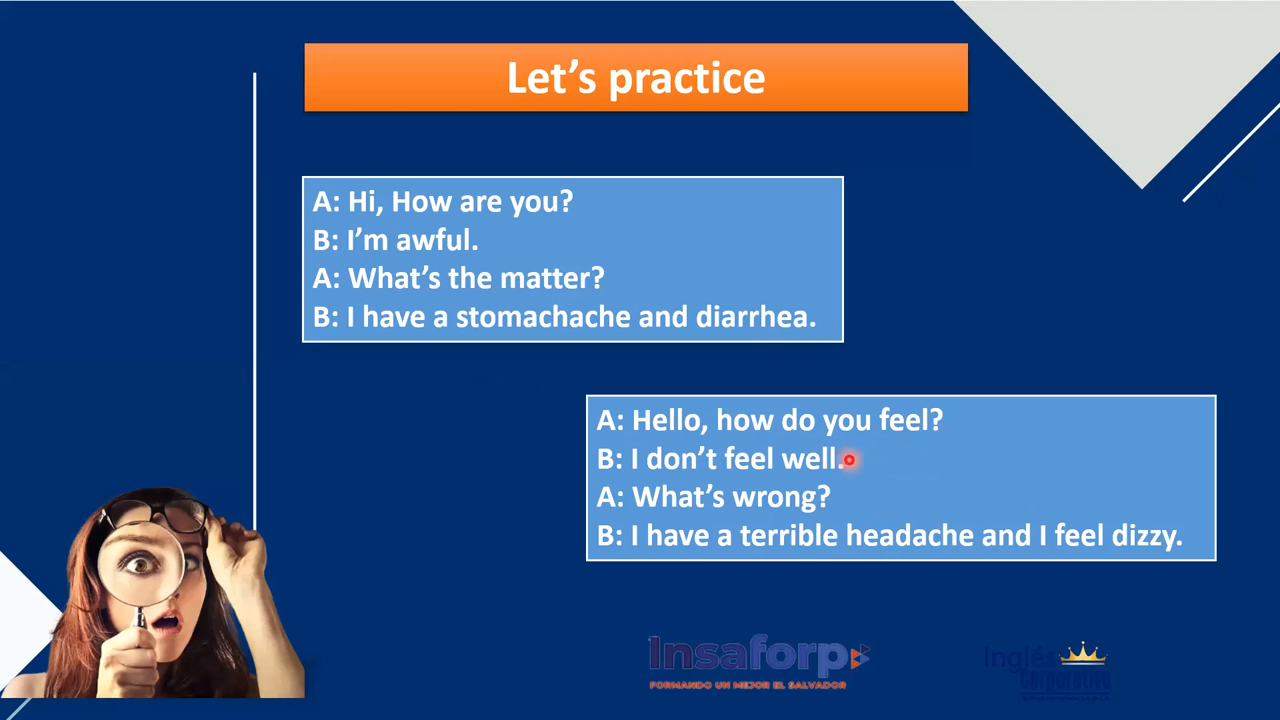 Let’s practice
A: Hi, How are you?
B: I’m awful.
A: What’s the matter?
B: I have a stomachache and diarrhea.
A: Hello, how do you feel?
B: I don’t feel well.
A: What’s wrong?
B: I have a terrible headache and I feel dizzy.
Insaforp
FORMANDO UN MEJOR EL SALVADOR
Inglés
Corporativo